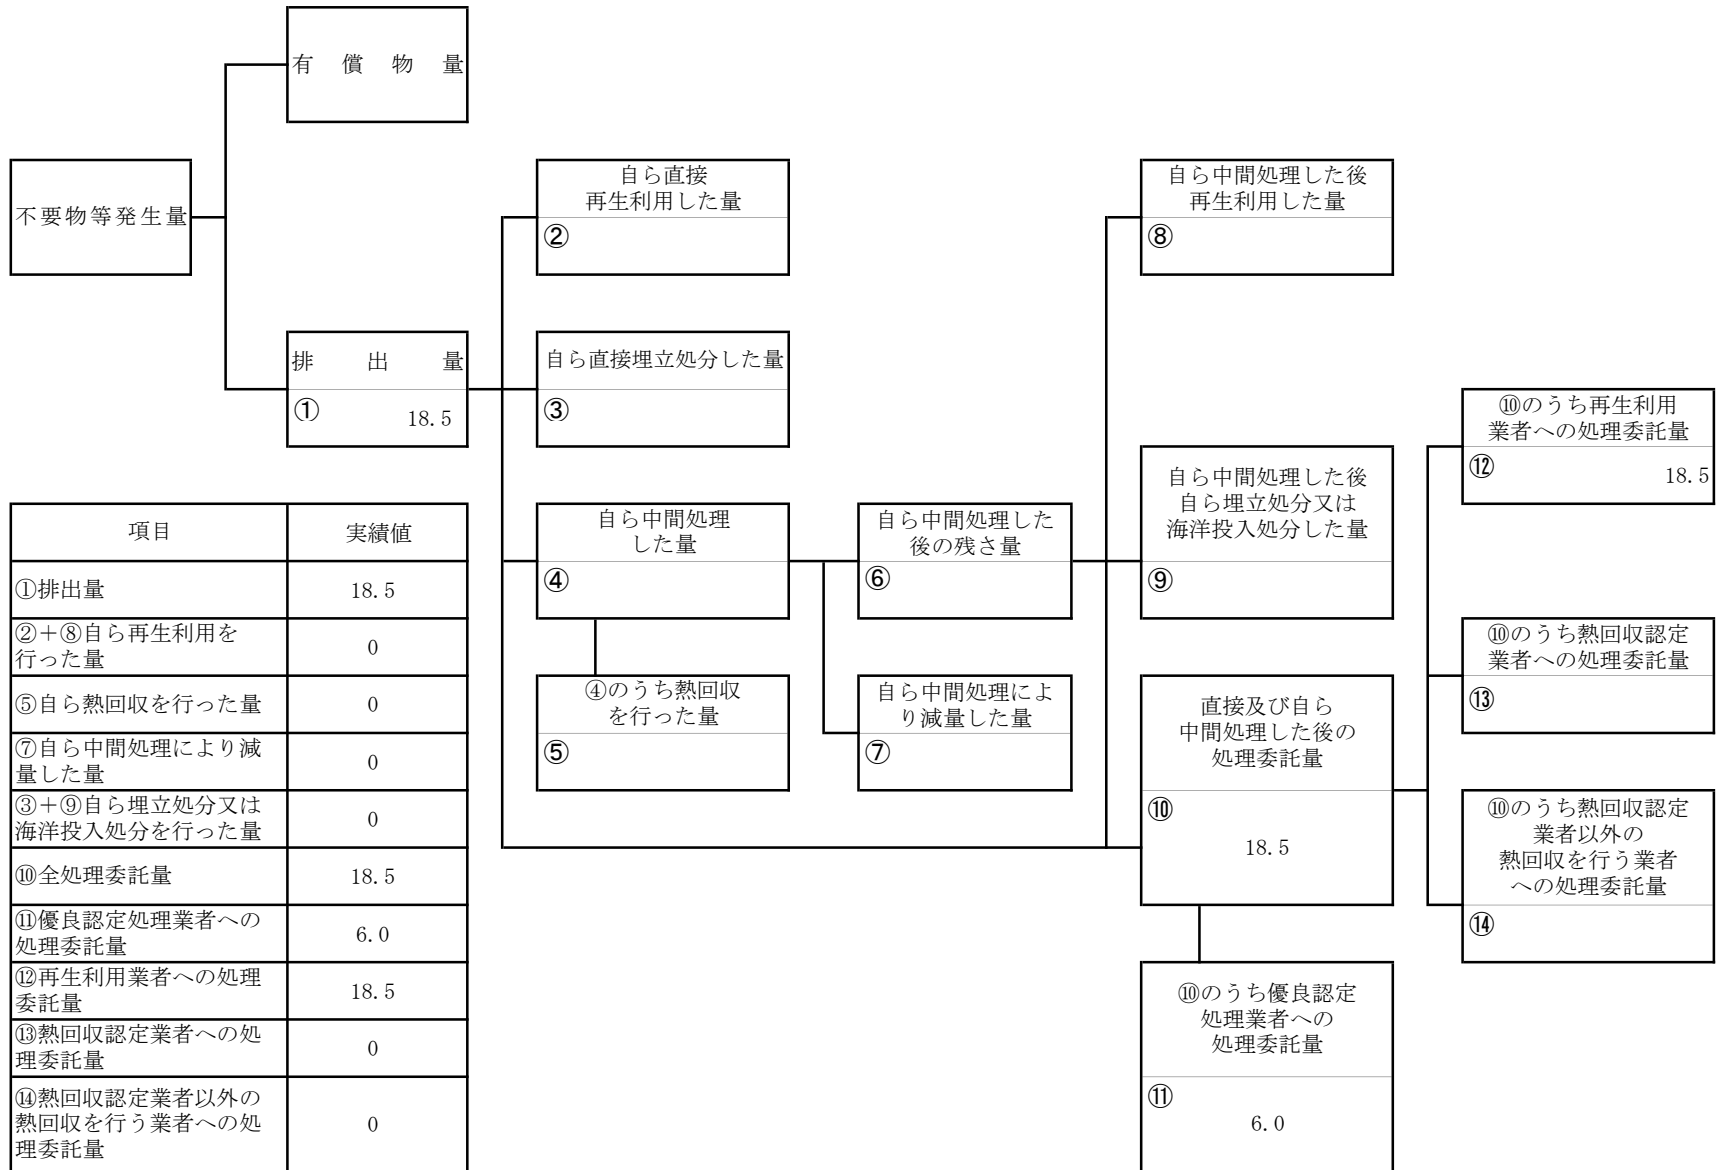 有償物量
不要物等発生量
排出量
①
18.5
自ら直接
再生利用した量
②
自ら直接埋立処分した量
③
自ら中間処理
した量
④
④のうち熱回収
を行った量
⑤
自ら中間処理した
後の残さ量
⑥
自ら中間処理によ
り減量した量
⑦
自ら中間処理した後
再生利用した量
⑧
自ら中間処理した後
自ら埋立処分又は
海洋投入処分した量
⑨
直接及び自ら
中間処理した後の
処理委託量
⑩
18.5
⑩のうち優良認定
処理業者への
処理委託量
⑪
6.0
⑩のうち再生利用
業者への処理委託量
⑫
18.5
⑩のうち熱回収認定
業者への処理委託量
⑬
⑩のうち熱回収認定
業者以外の
熱回収を行う業者
への処理委託量
⑭
項目 実績値
①排出量 18.5
②＋⑧自ら再生利用を
行った量
0
⑤自ら熱回収を行った量 0
⑦自ら中間処理により減
量した量
0
③＋⑨自ら埋立処分又は
海洋投入処分を行った量
0
⑩全処理委託量 18.5
⑪優良認定処理業者への
処理委託量
6.0
⑫再生利用業者への処理
委託量
18.5
⑬熱回収認定業者への処
理委託量
0
⑭熱回収認定業者以外の
熱回収を行う業者への処
理委託量
0